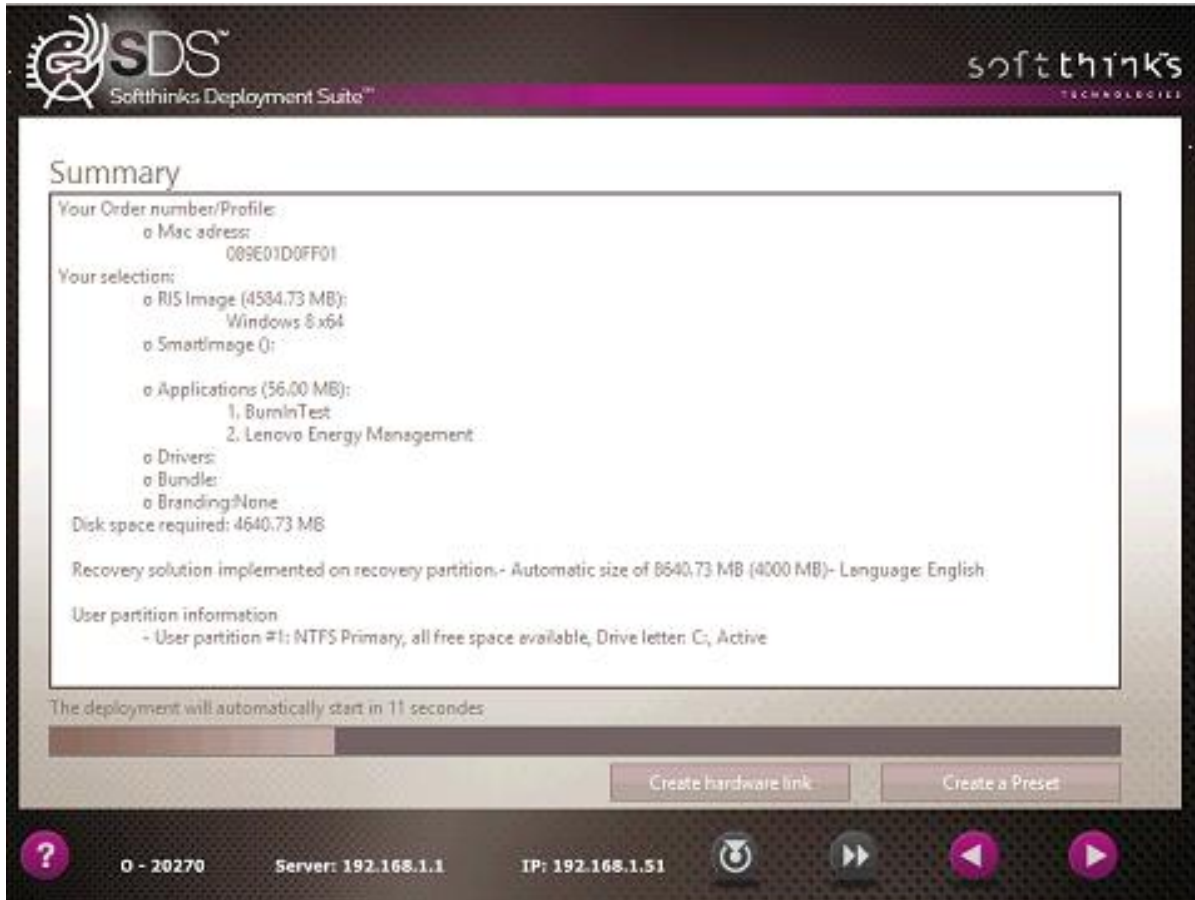 SDS™
Softthinks Deployment Suite™
softthinks
TECHNOLOGIES
Summary
Your Order number/Profile:
o Mac adress:
089E01D0FF01
Your selection:
o RIS Image (4584.73 MB):
Windows 8 x64
o SmartImage ():
o Applications (56.00 MB):
1. BurnInTest
2. Lenovo Energy Management
o Drivers:
o Bundle:
o Branding:None
Disk space required: 4640.73 MB
Recovery solution implemented on recovery partition.- Automatic size of 8640.73 MB (4000 MB)- Language: English
User partition information
- User partition #1: NTFS Primary, all free space available, Drive letter: C:, Active
The deployment will automatically start in 11 secondes
Create hardware link
Create a Preset
?
O - 20270
Server: 192.168.1.1
IP: 192.168.1.51